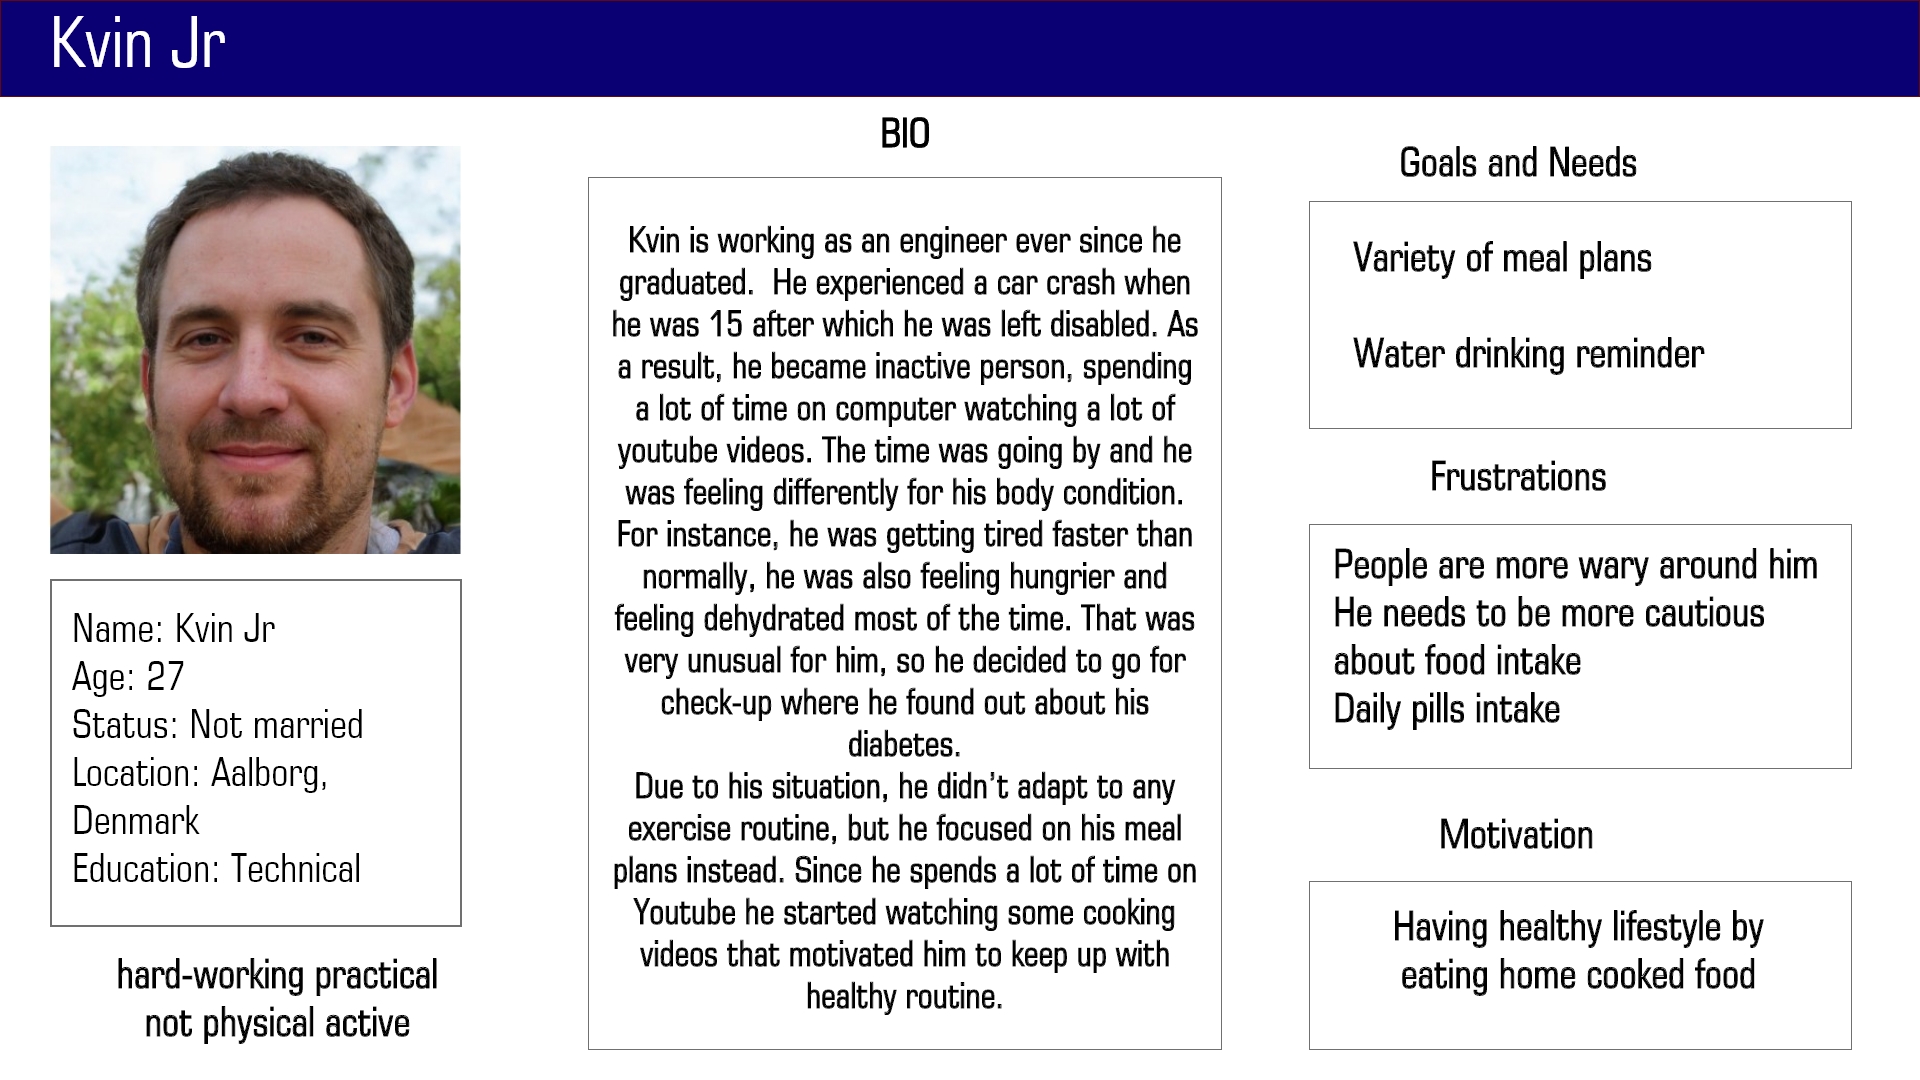 Kvin Jr
Name: Kvin Jr
Age: 27
Status: Not married
Location: Aalborg,
Denmark
Education: Technical
hard-working practical
not physical active
BIO
Kvin is working as an engineer ever since he
graduated.  He experienced a car crash when
he was 15 after which he was left disabled. As
a result, he became inactive person, spending
a lot of time on computer watching a lot of
youtube videos. The time was going by and he
was feeling differently for his body condition.
For instance, he was getting tired faster than
normally, he was also feeling hungrier and
feeling dehydrated most of the time. That was
very unusual for him, so he decided to go for
check-up where he found out about his
diabetes.
Due to his situation, he didn’t adapt to any
exercise routine, but he focused on his meal
plans instead. Since he spends a lot of time on
Youtube he started watching some cooking
videos that motivated him to keep up with
healthy routine.
Goals and Needs
Variety of meal plans
Water drinking reminder
Frustrations
People are more wary around him
He needs to be more cautious
about food intake
Daily pills intake
Motivation
Having healthy lifestyle by
eating home cooked food